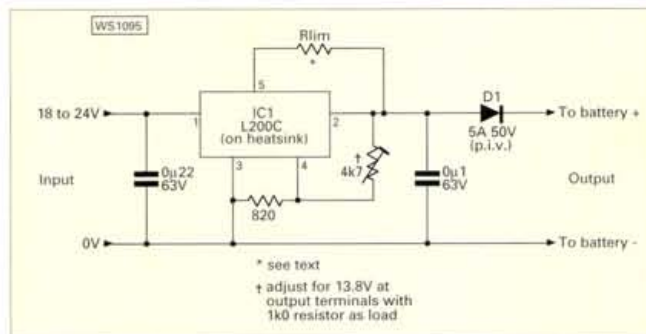 WS1095
Rlim
*
5
18 to 24V
1
IC1
L200C
(on heatsink)
2
D1
5A 50V
(p.i.v.)
To battery +
3
4
†
4k7
Input
0µ22
63V
820
0µ1
63V
Output
0V
To battery -
* see text
† adjust for 13.8V at
output terminals with
1k0 resistor as load